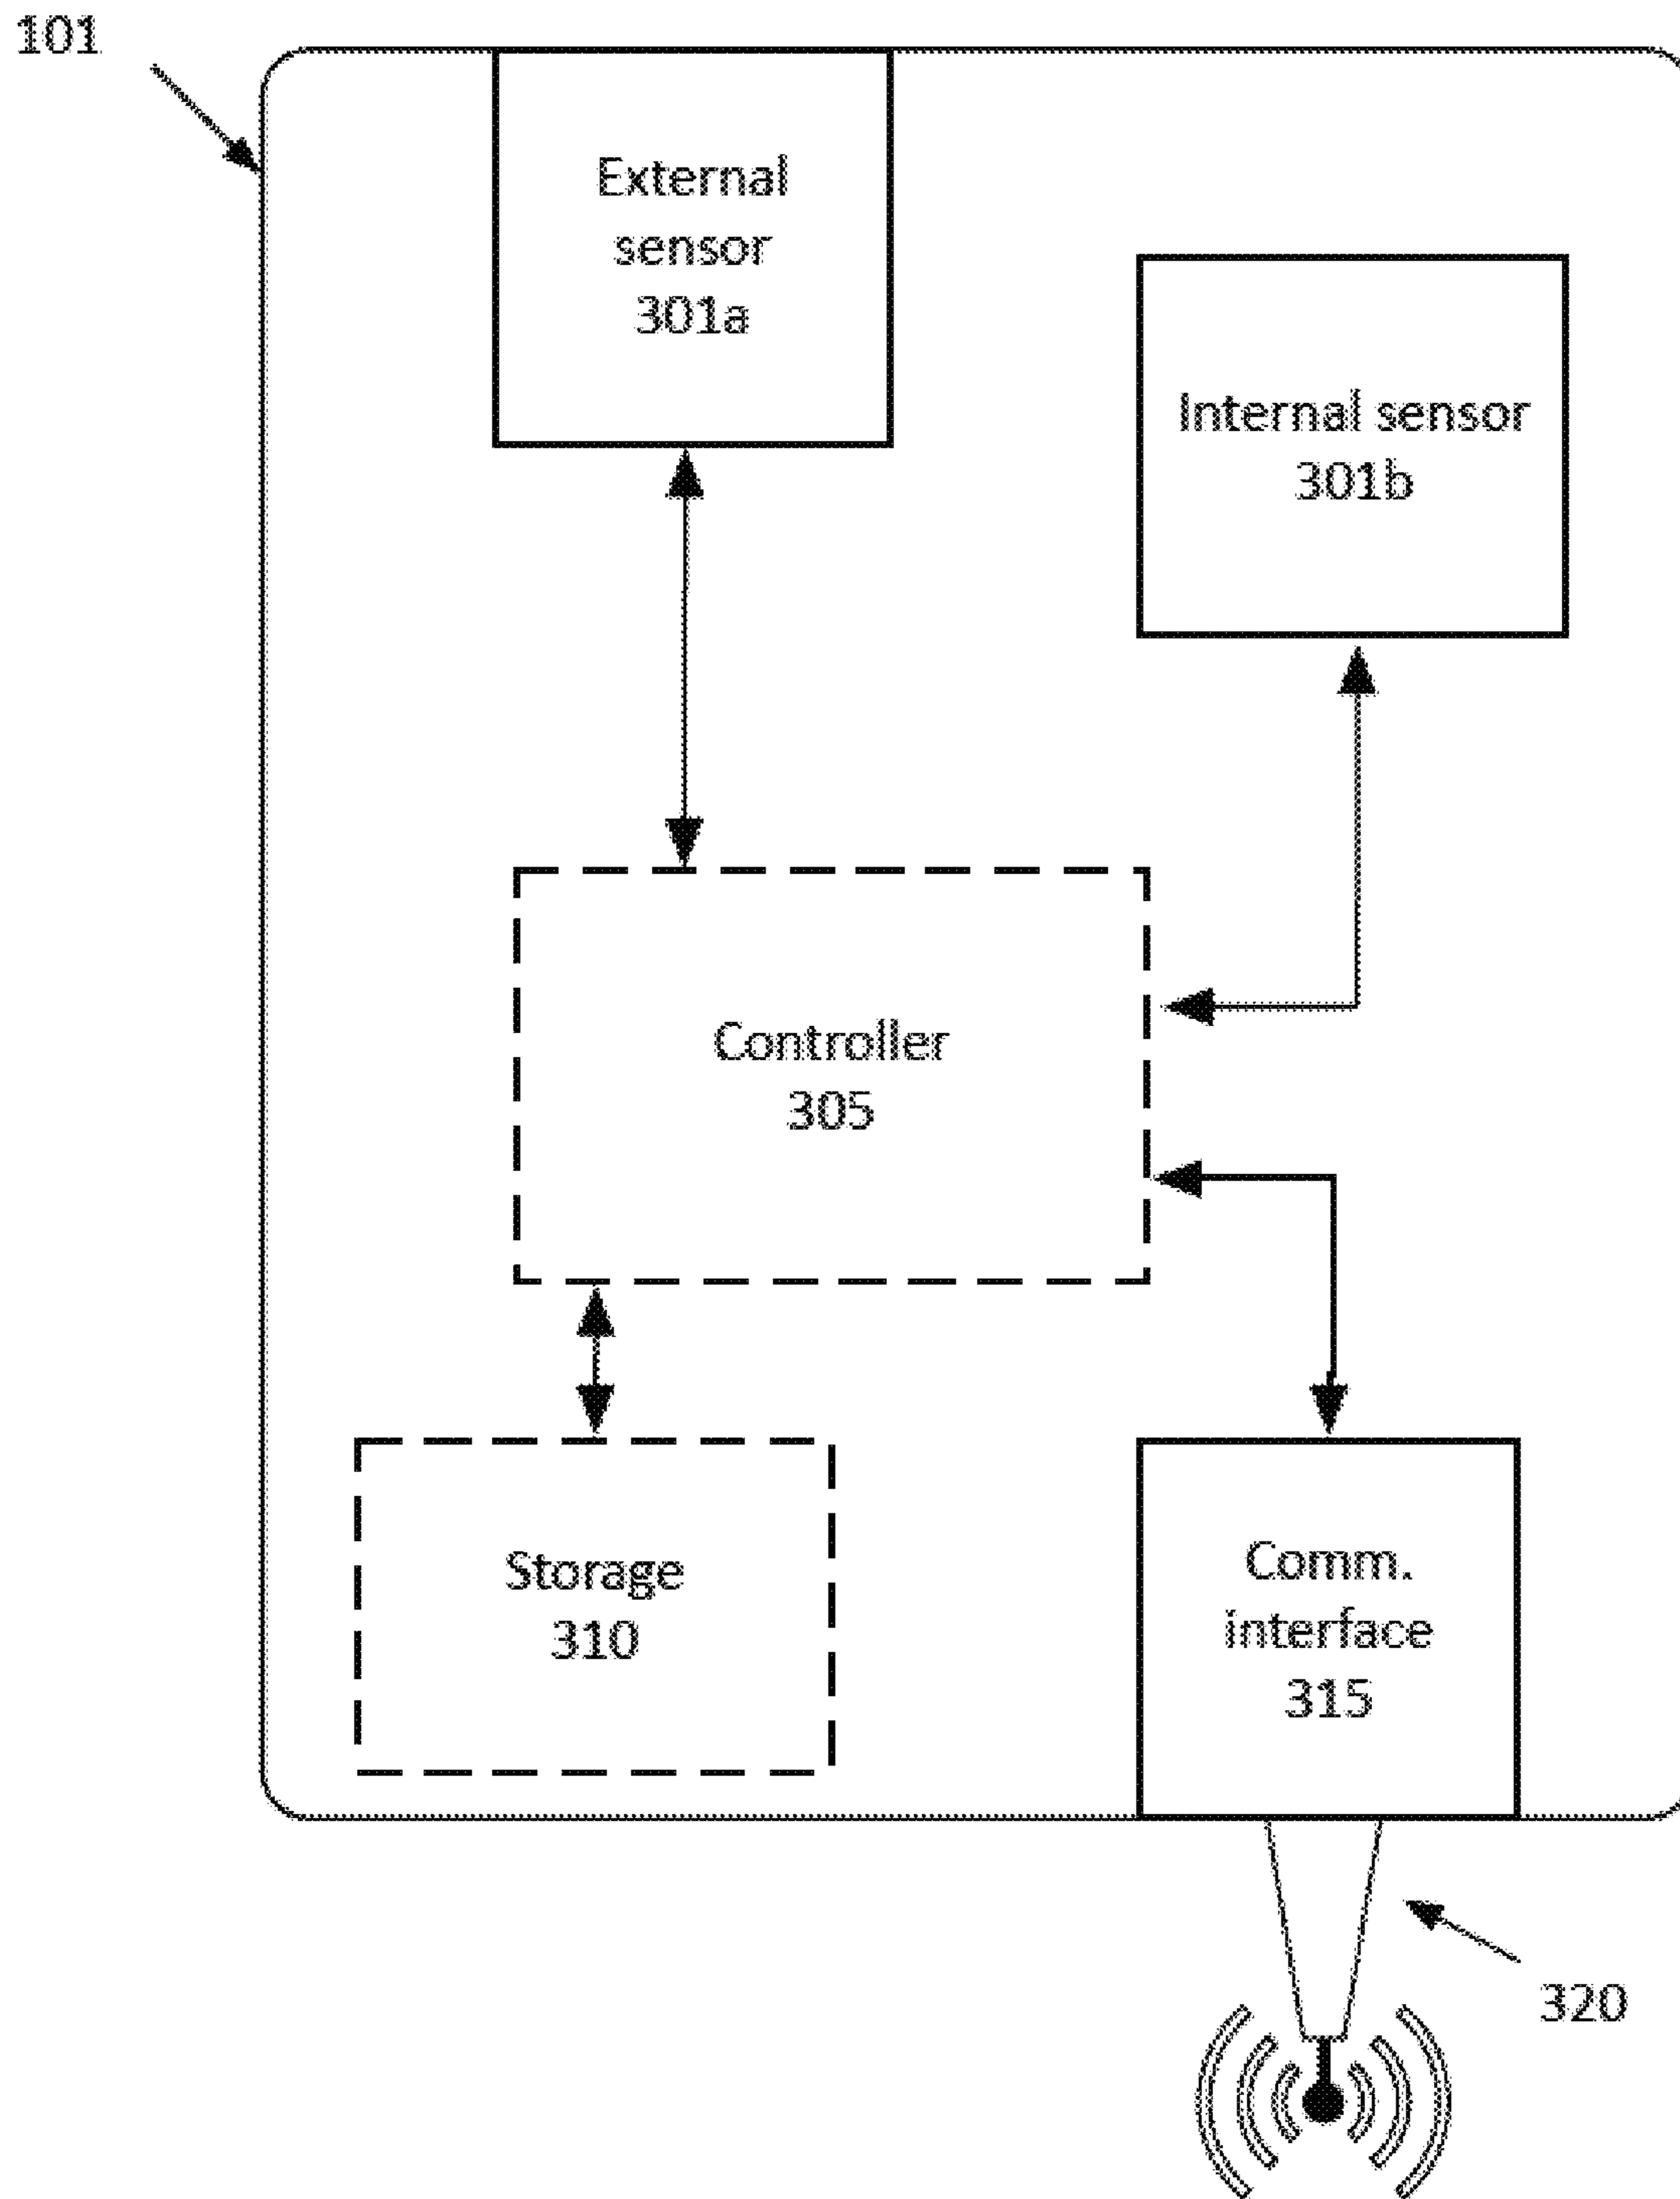 101
External
sensor
301a
Internal sensor
301b
Controller
305
Storage
310
Comm.
interface
315
320